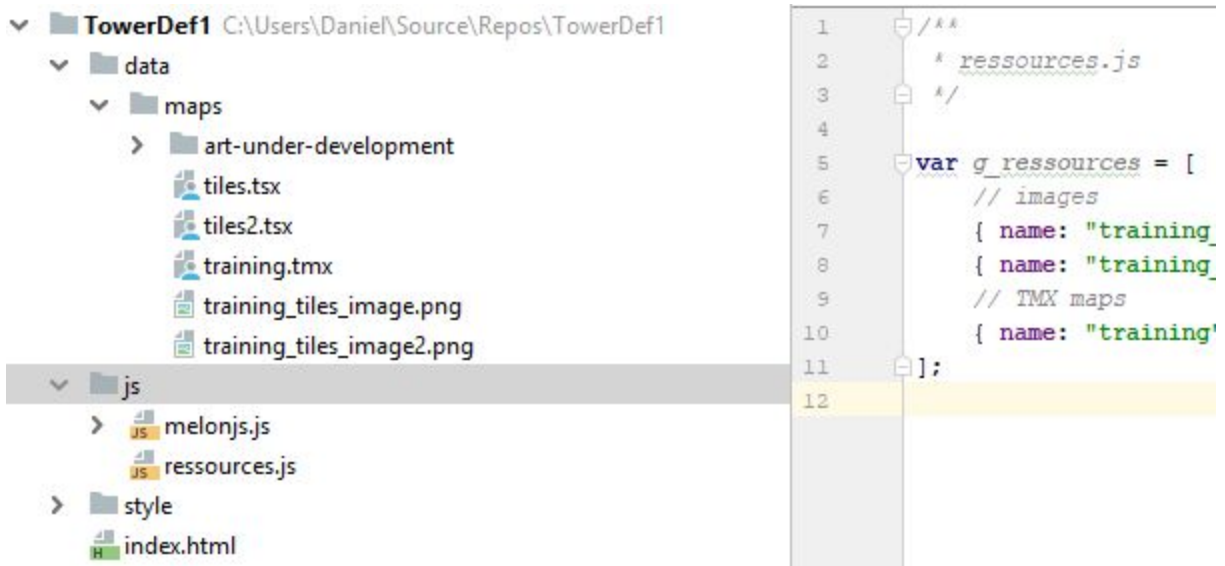 TowerDef1 C:\Users\Daniel\Source\Repos\TowerDef1
data
maps
art-under-development
tiles.tsx
tiles2.tsx
training.tmx
training_tiles_image.png
training_tiles_image2.png
js
JS melonjs.js
JS ressources.js
style
H index.html
1 /**
2 * ressources.js
3 */
4
5 var g_ressources = [
6 // images
7 { name: "training_
8 { name: "training_
9 // TMX maps
10 { name: "training"
11 ];
12